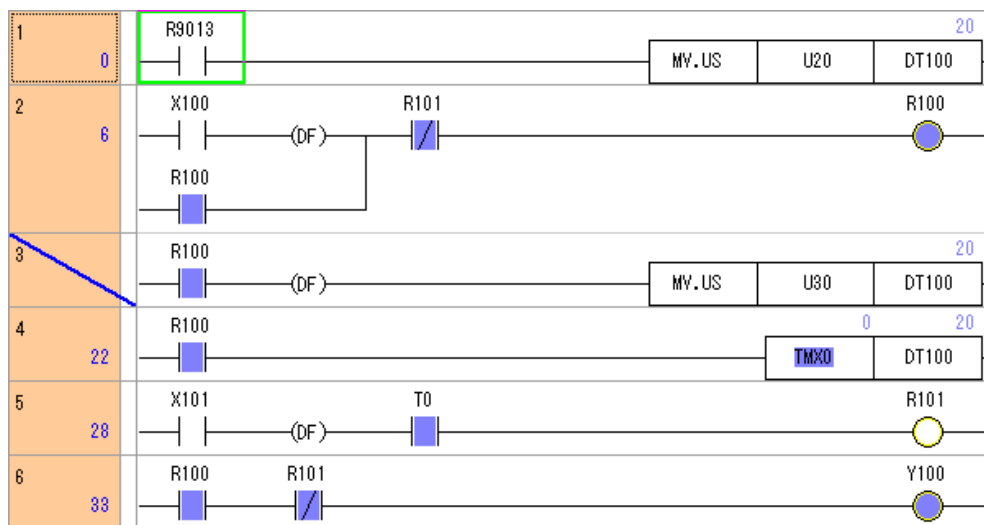 1 R9013 20
0 MV.US U20 DT100
2 X100 R101 R100
6 (DF)
R100
3 R100 20
(DF) MV.US U30 DT100
4 R100 0 20
22 TMX0 DT100
5 X101 T0 R101
28 (DF)
6 R100 R101 Y100
33